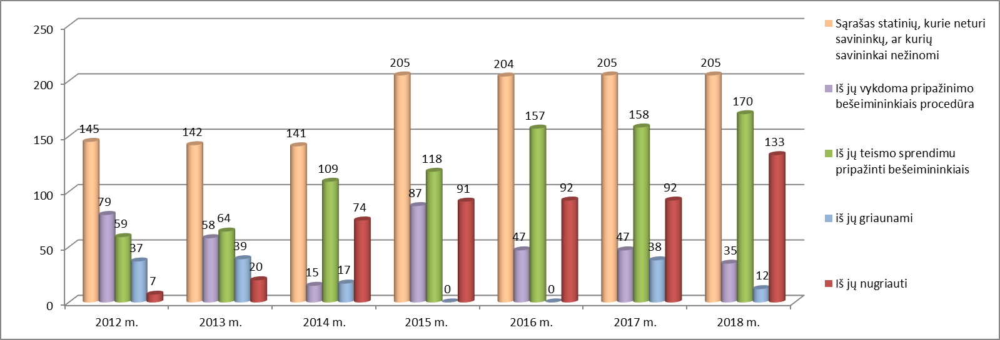 250
200
150
100
50
0
145
79
59
37
7
142
58
64
39
20
141
15
109
17
74
205
87
118
0
91
204
47
157
0
92
205
47
158
38
92
205
35
170
12
133
2012 m.
2013 m.
2014 m.
2015 m.
2016 m.
2017 m.
2018 m.
Sąrašas statinių, kurie neturi
savininkų, ar kurių
savininkai nežinomi
Iš jų vykdoma pripažinimo
bešeimininkiais procedūra
Iš jų teismo sprendimu
pripažinti bešeimininkiais
iš jų griaunami
Iš jų nugriauti